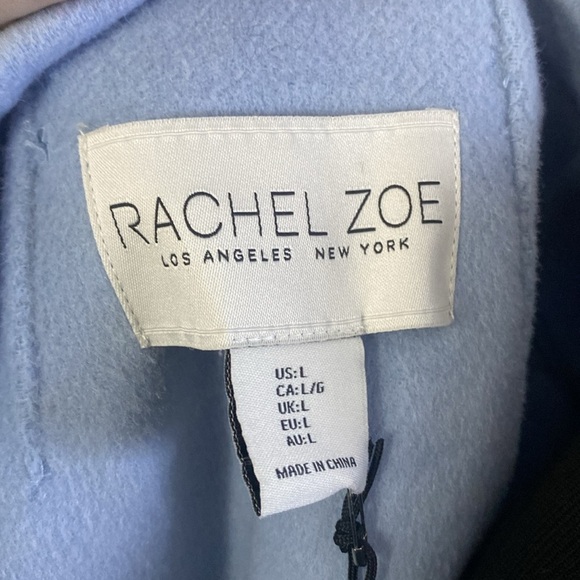 RACHEL ZOE
LOS ANGELES NEW YORK
US:L
CA:L/G
UK:L
EU:L
AU:L
MADE IN CHINA